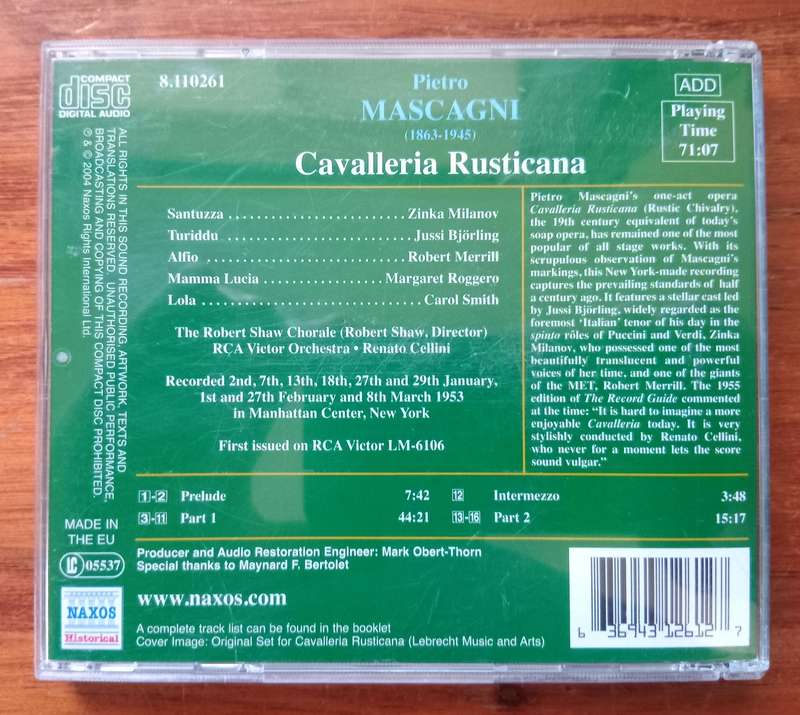 COMPACT
disc
DIGITAL AUDIO
8.110261
Pietro
MASCAGNI
(1863-1945)
Cavalleria Rusticana
ADD
Playing
Time
71:07
ALL RIGHTS IN THIS SOUND RECORDING, ARTWORK, TEXTS AND
TRANSLATIONS RESERVED. UNAUTHORISED PUBLIC PERFORMANCE,
BROADCASTING AND COPYING OF THIS COMPACT DISC PROHIBITED.
℗ & © 2004 Naxos Rights International Ltd.
Santuzza ........................ Zinka Milanov
Turiddu ........................ Jussi Björling
Alfio ........................ Robert Merrill
Mamma Lucia ................ Margaret Roggero
Lola ........................ Carol Smith
The Robert Shaw Chorale (Robert Shaw, Director)
RCA Victor Orchestra • Renato Cellini
Recorded 2nd, 7th, 13th, 18th, 27th and 29th January,
1st and 27th February and 8th March 1953
in Manhattan Center, New York
First issued on RCA Victor LM-6106
Pietro Mascagni's one-act opera
Cavalleria Rusticana (Rustic Chivalry),
the 19th century equivalent of today's
soap opera, has remained one of the most
popular of all stage works. With its
scrupulous observation of Mascagni's
markings, this New York-made recording
captures the prevailing standards of half
a century ago. It features a stellar cast led
by Jussi Björling, widely regarded as the
foremost 'Italian' tenor of his day in the
spinto rôles of Puccini and Verdi, Zinka
Milanov, who possessed one of the most
beautifully translucent and powerful
voices of her time, and one of the giants
of the MET, Robert Merrill. The 1955
edition of The Record Guide commented
at the time: "It is hard to imagine a more
enjoyable Cavalleria today. It is very
stylishly conducted by Renato Cellini,
who never for a moment lets the score
sound vulgar."
1-2 Prelude 7:42
12 Intermezzo 3:48
3-11 Part 1 44:21
13-16 Part 2 15:17
MADE IN
THE EU
LC 05537
NAXOS
Historical
Producer and Audio Restoration Engineer: Mark Obert-Thorn
Special thanks to Maynard F. Bertolet
www.naxos.com
A complete track list can be found in the booklet
Cover Image: Original Set for Cavalleria Rusticana (Lebrecht Music and Arts)
6 36943 12612 7